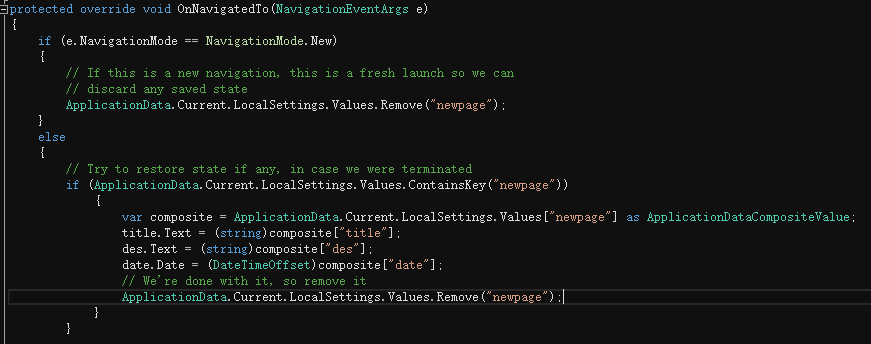 protected override void OnNavigatedTo(NavigationEventArgs e)
{
    if (e.NavigationMode == NavigationMode.New)
    {
        // If this is a new navigation, this is a fresh launch so we can
        // discard any saved state
        ApplicationData.Current.LocalSettings.Values.Remove("newpage");
    }
    else
    {
        // Try to restore state if any, in case we were terminated
        if (ApplicationData.Current.LocalSettings.Values.ContainsKey("newpage"))
            {
                var composite = ApplicationData.Current.LocalSettings.Values["newpage"] as ApplicationDataCompositeValue;
                title.Text = (string)composite["title"];
                des.Text = (string)composite["des"];
                date.Date = (DateTimeOffset)composite["date"];
                // We're done with it, so remove it
                ApplicationData.Current.LocalSettings.Values.Remove("newpage");
            }
        }